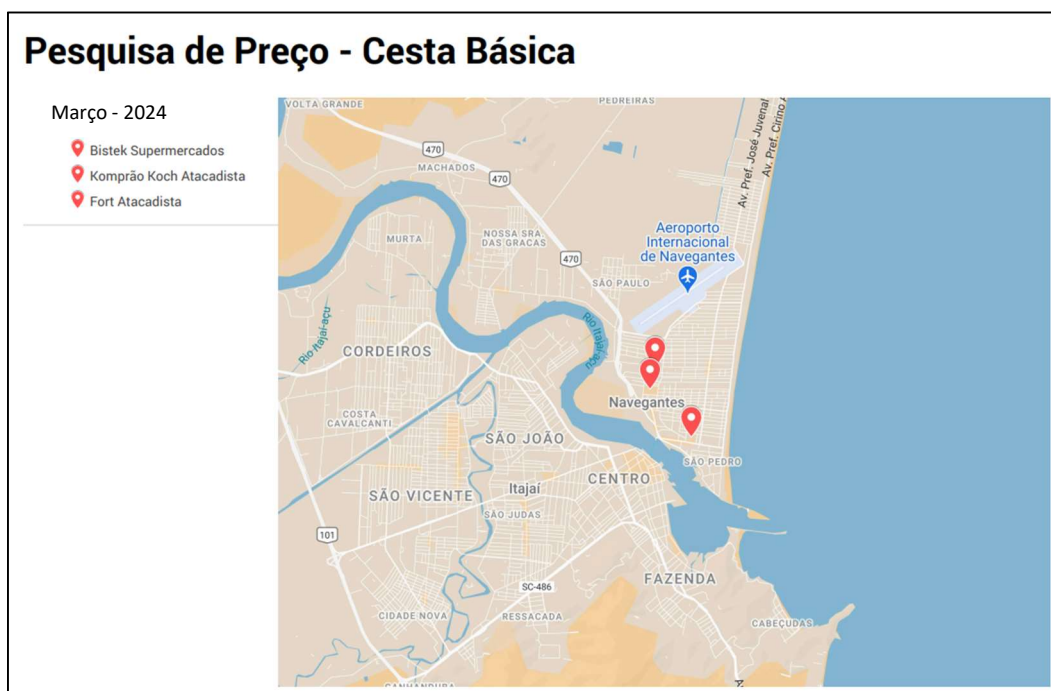 Pesquisa de Preço - Cesta Básica
Março - 2024
Bistek Supermercados
Komprão Koch Atacadista
Fort Atacadista
VOLTA GRANDE
PEDREIRAS
Av. Pref. José Juvenal
Av. Pref. Cirino A
470
MACHADOS
470
MURTA
NOSSA SRA.
DAS GRACAS
470
Aeroporto
Internacional
de Navegantes
SÃO PAULO
Rio Itajaí-açu
Rio Itajaí-açu
CORDEIROS
Navegantes
COSTA
CAVALCANTI
SÃO JOÃO
SÃO PEDRO
CENTRO
SÃO VICENTE
Itajaí
SÃO JUDAS
101
FAZENDA
SC-486
CIDADE NOVA
RESSACADA
CABEÇUDAS
CANHANDUBA